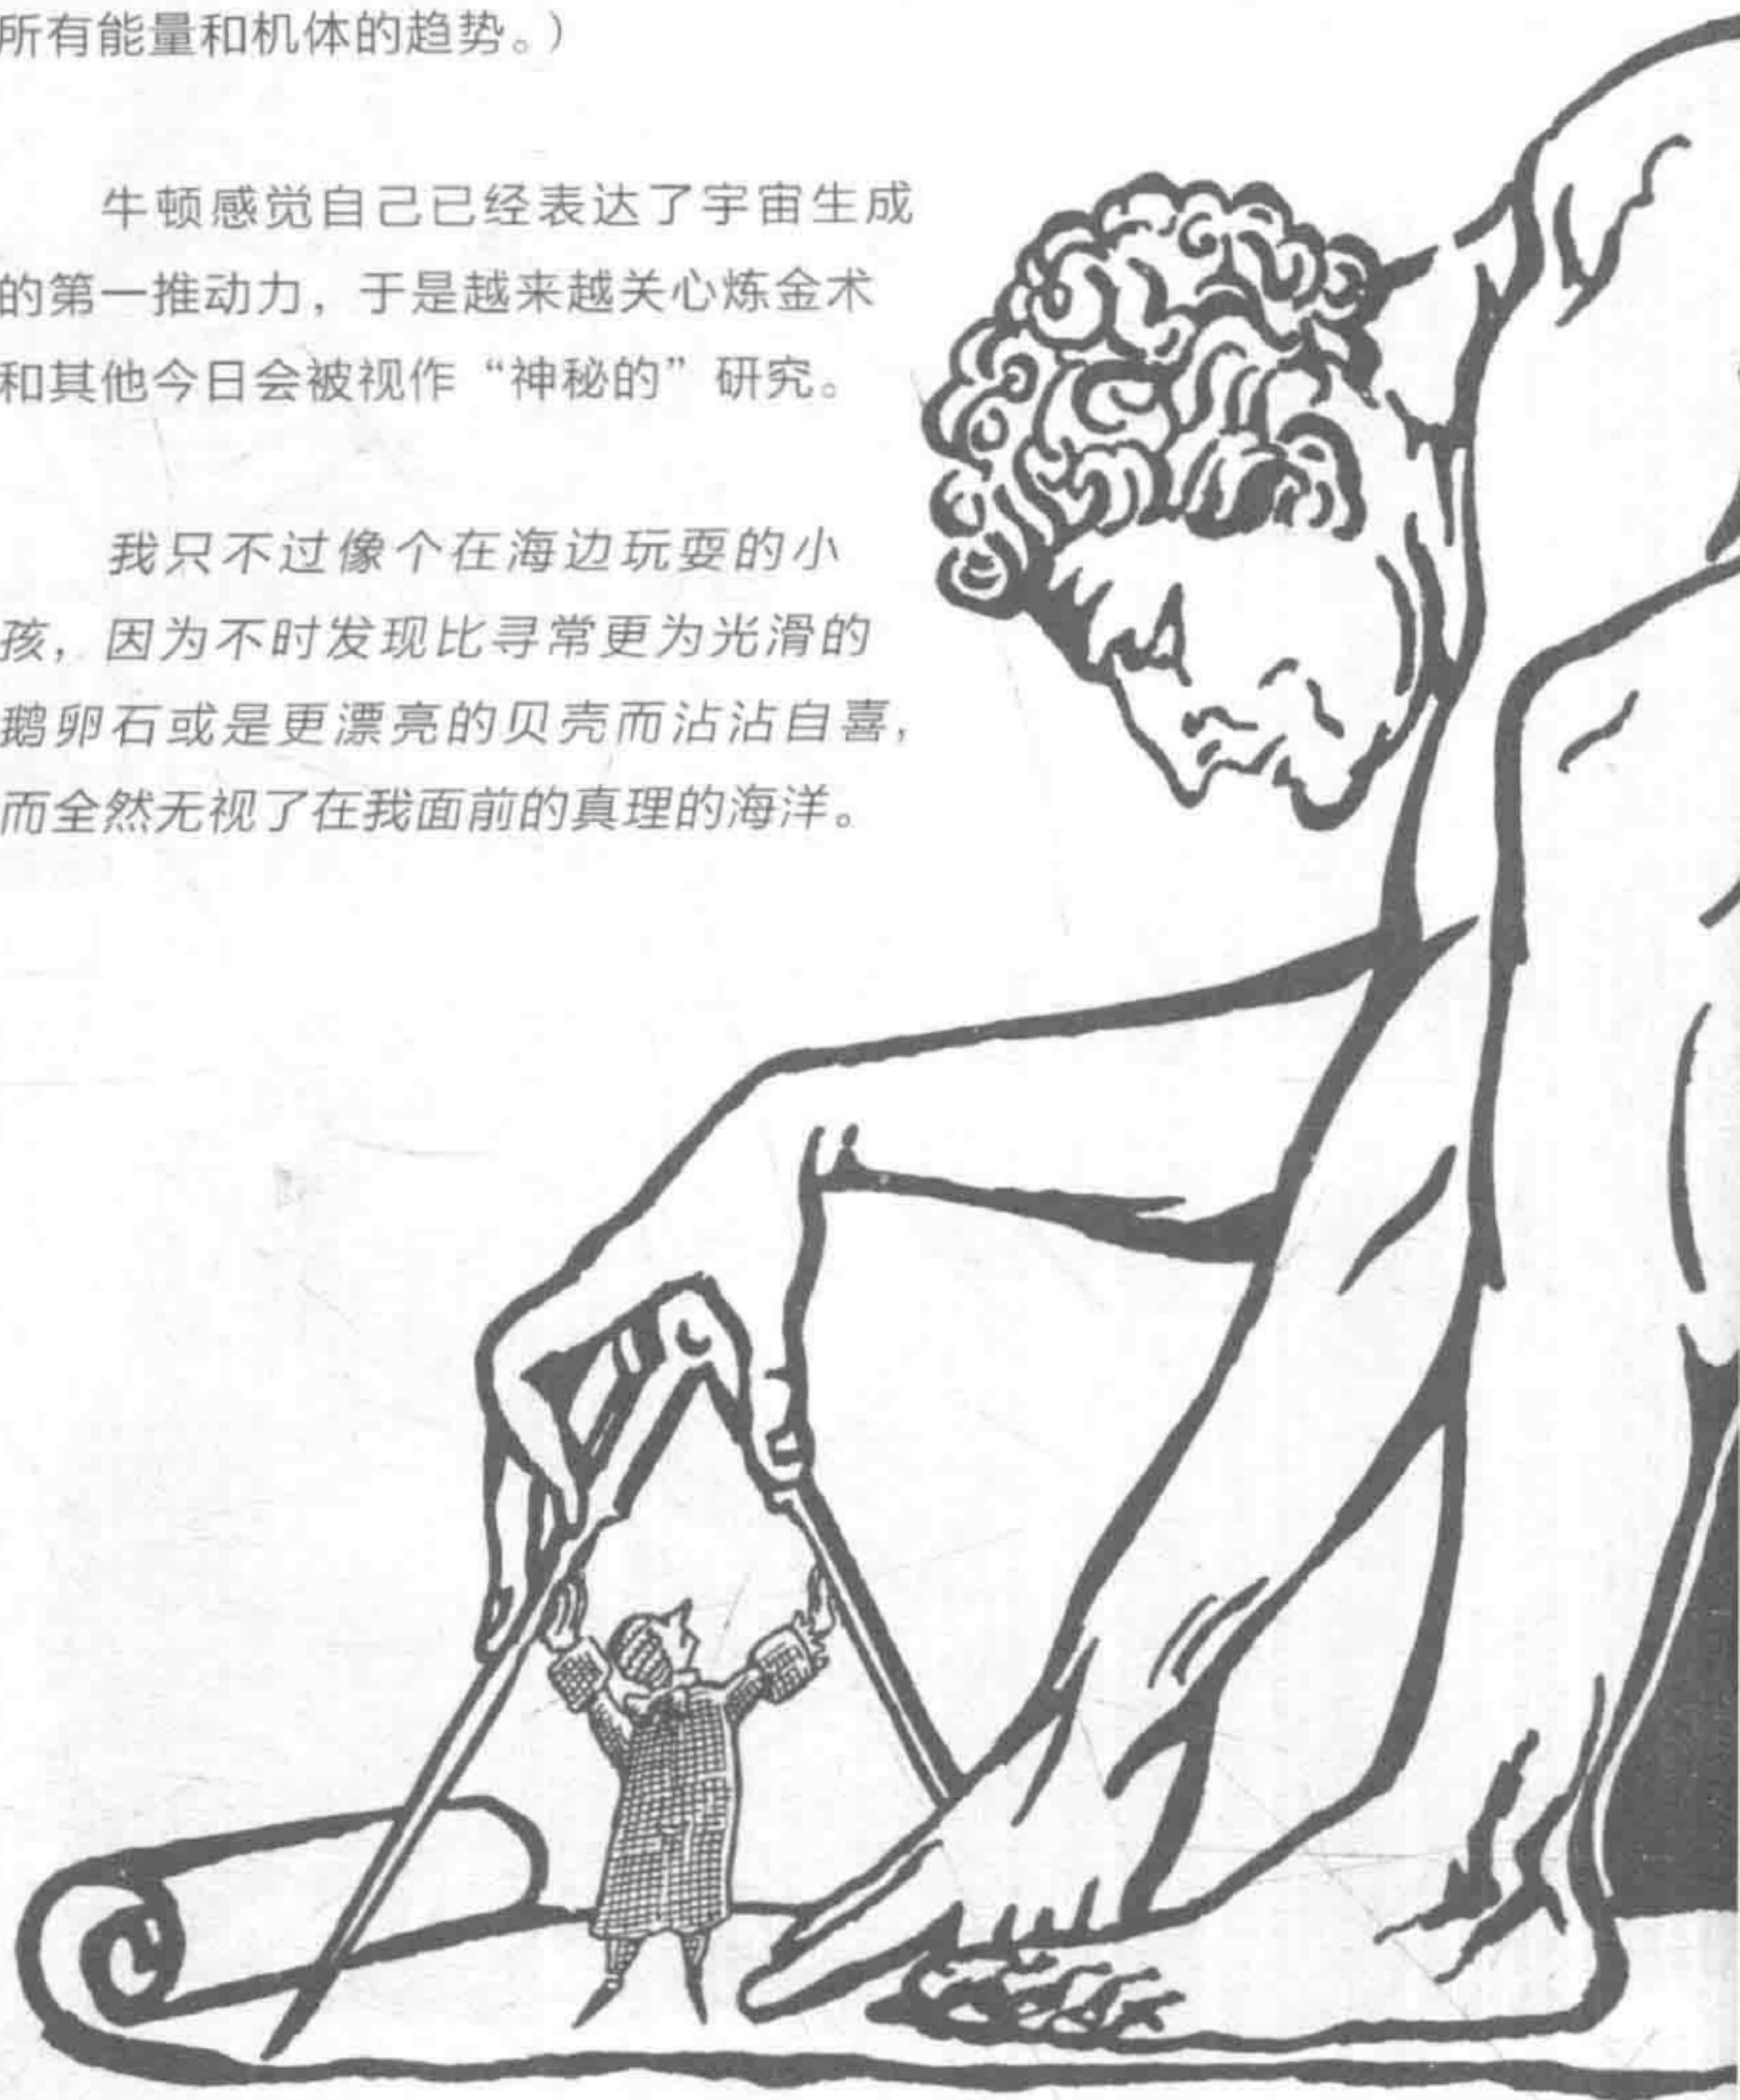 所有能量和机体的趋势。）
牛顿感觉自己已经表达了宇宙生成
的第一推动力，于是越来越关心炼金术
和其他今日会被视作“神秘的”研究。
我只不过像个在海边玩耍的小
孩，因为不时发现比寻常更为光滑的
鹅卵石或是更漂亮的贝壳而沾沾自喜，
而全然无视了在我面前的真理的海洋。